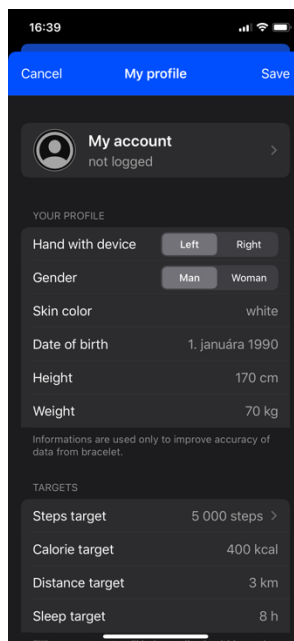 16:39
Cancel My profile Save
My account
not logged
YOUR PROFILE
Hand with device Left Right
Gender Man Woman
Skin color white
Date of birth 1. januára 1990
Height 170 cm
Weight 70 kg
Informations are used only to improve accuracy of
data from bracelet.
TARGETS
Steps target 5 000 steps
Calorie target 400 kcal
Distance target 3 km
Sleep target 8 h